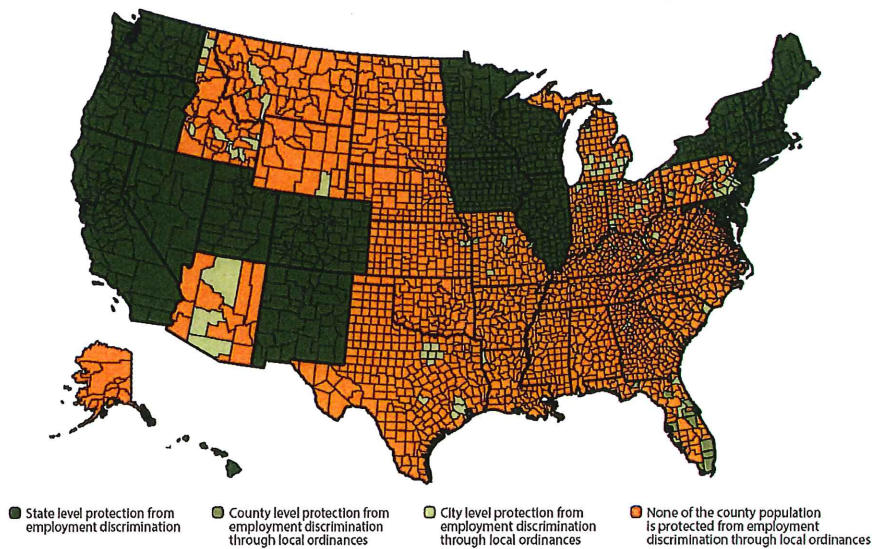 State level protection from
employment discrimination
County level protection from
employment discrimination
through local ordinances
City level protection from
employment discrimination
through local ordinances
None of the county population
is protected from employment
discrimination through local ordinances